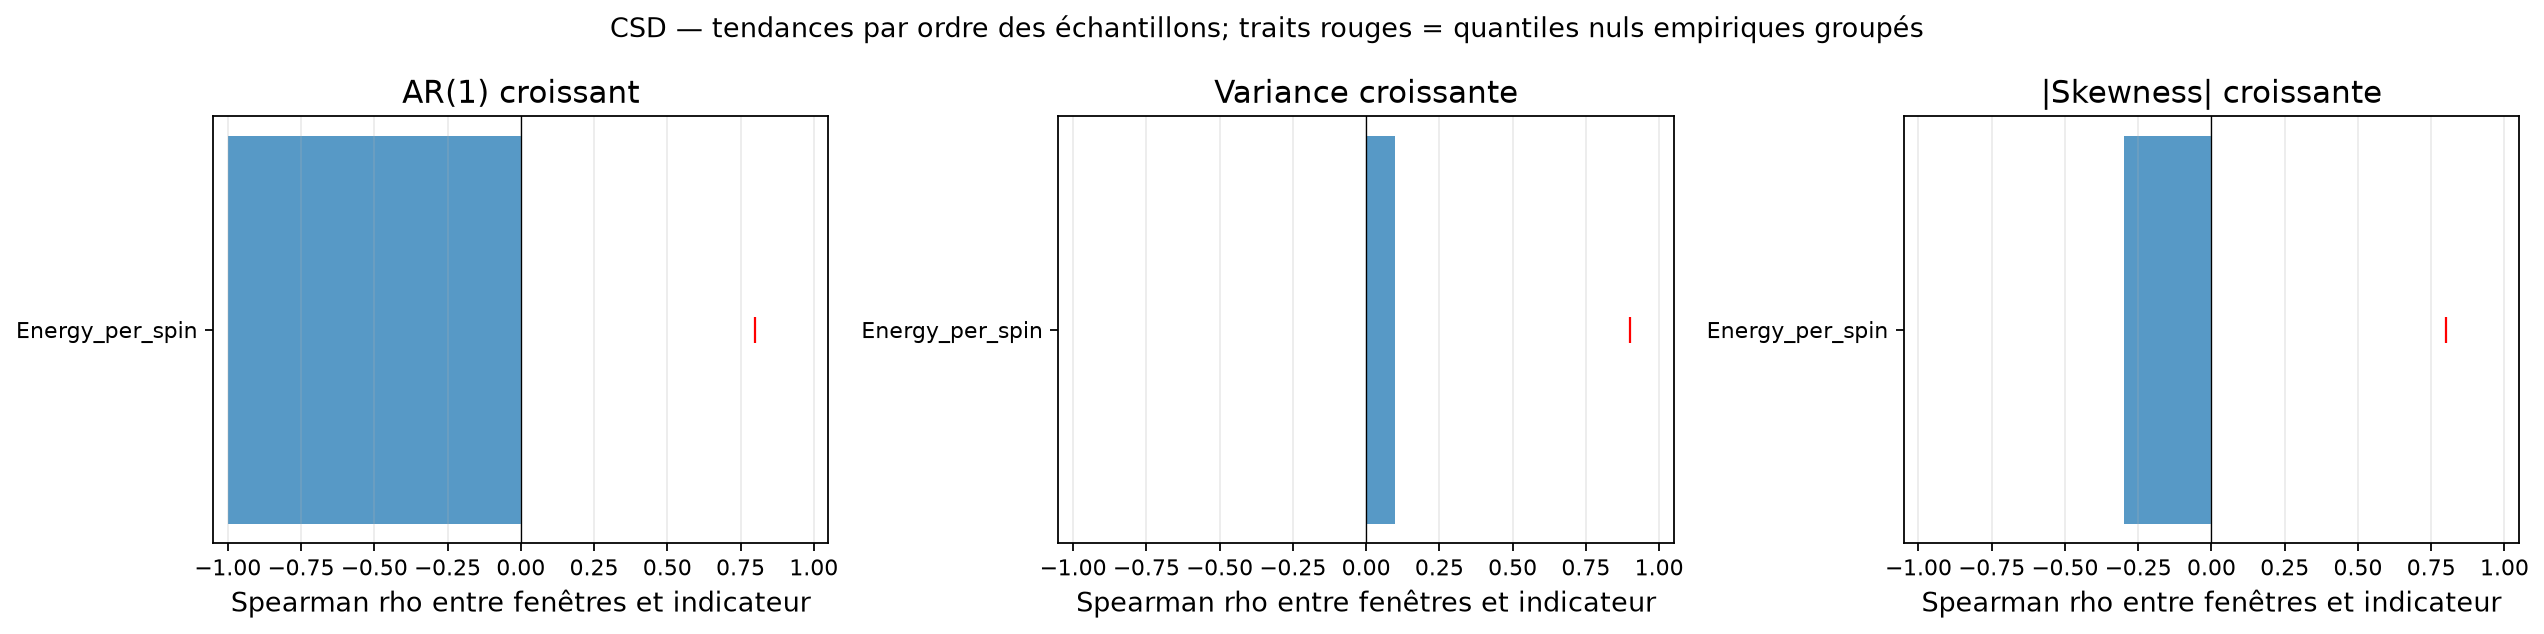 CSD — tendances par ordre des échantillons; traits rouges = quantiles nuls empiriques groupés
AR(1) croissant
Energy_per_spin
−1.00 −0.75 −0.50 −0.25 0.00 0.25 0.50 0.75 1.00
Spearman rho entre fenêtres et indicateur
Variance croissante
Energy_per_spin
−1.00 −0.75 −0.50 −0.25 0.00 0.25 0.50 0.75 1.00
Spearman rho entre fenêtres et indicateur
|Skewness| croissante
Energy_per_spin
−1.00 −0.75 −0.50 −0.25 0.00 0.25 0.50 0.75 1.00
Spearman rho entre fenêtres et indicateur